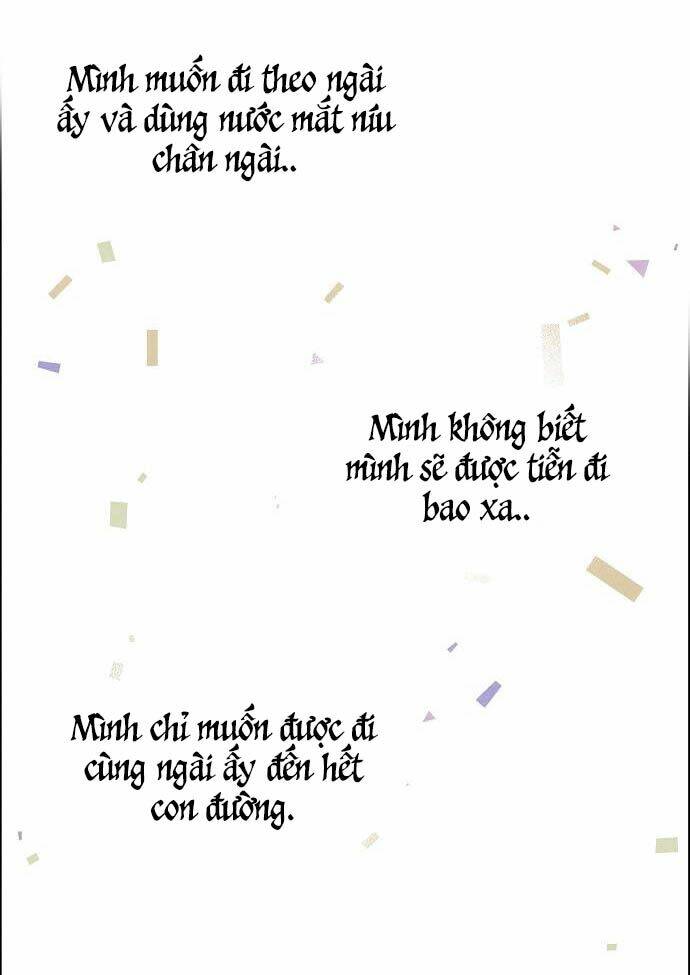 Mình muốn đi theo ngài
ấy và dùng nước mắt níu
chân ngài..
Mình không biết
mình sẽ được tiễn đi
bao xa..
Mình chỉ muốn được đi
cùng ngài ấy đến hết
con đường.